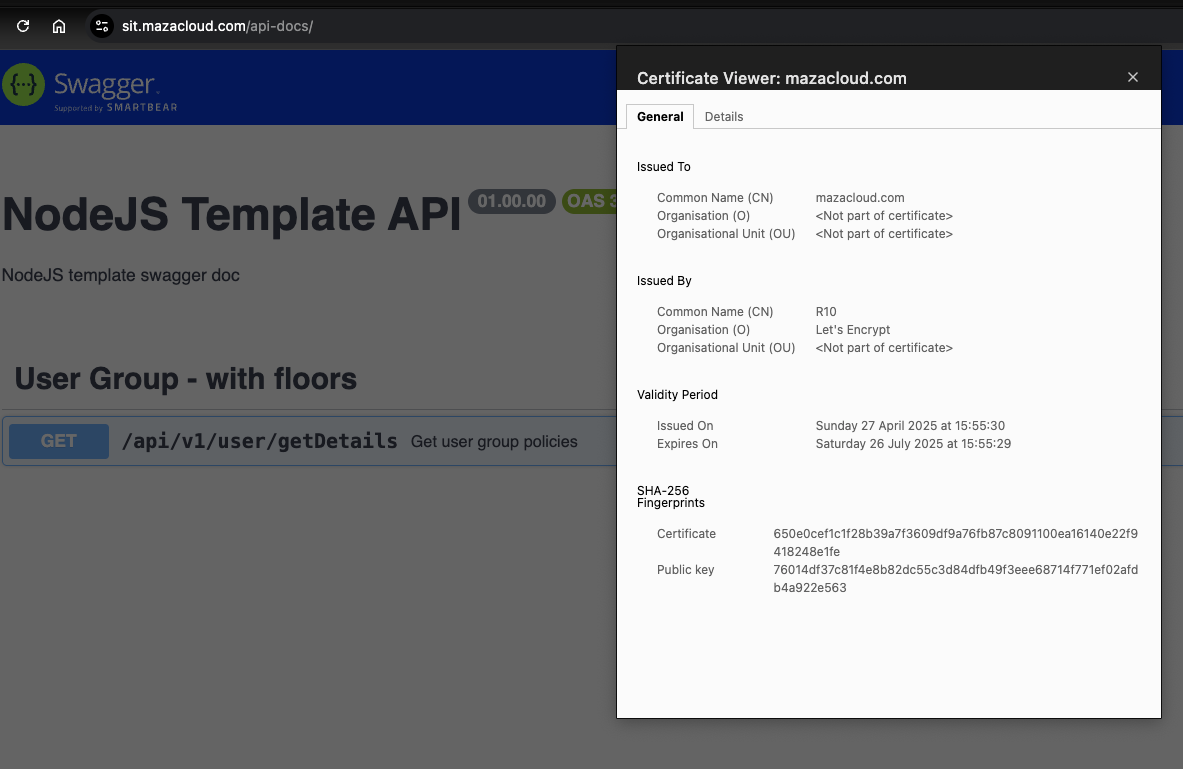 sit.mazacloud.com/api-docs/
Swagger.
Supported by SMARTBEAR
NodeJS Template API 01.00.00 OAS 3
NodeJS template swagger doc
User Group - with floors
GET /api/v1/user/getDetails Get user group policies
Certificate Viewer: mazacloud.com
General Details
Issued To
Common Name (CN) mazacloud.com
Organisation (O) <Not part of certificate>
Organisational Unit (OU) <Not part of certificate>
Issued By
Common Name (CN) R10
Organisation (O) Let's Encrypt
Organisational Unit (OU) <Not part of certificate>
Validity Period
Issued On Sunday 27 April 2025 at 15:55:30
Expires On Saturday 26 July 2025 at 15:55:29
SHA-256
Fingerprints
Certificate 650e0cef1c1f28b39a7f3609df9a76fb87c8091100ea16140e22f9
418248e1fe
Public key 76014df37c81f4e8b82dc55c3d84dfb49f3eee68714f771ef02afd
b4a922e563